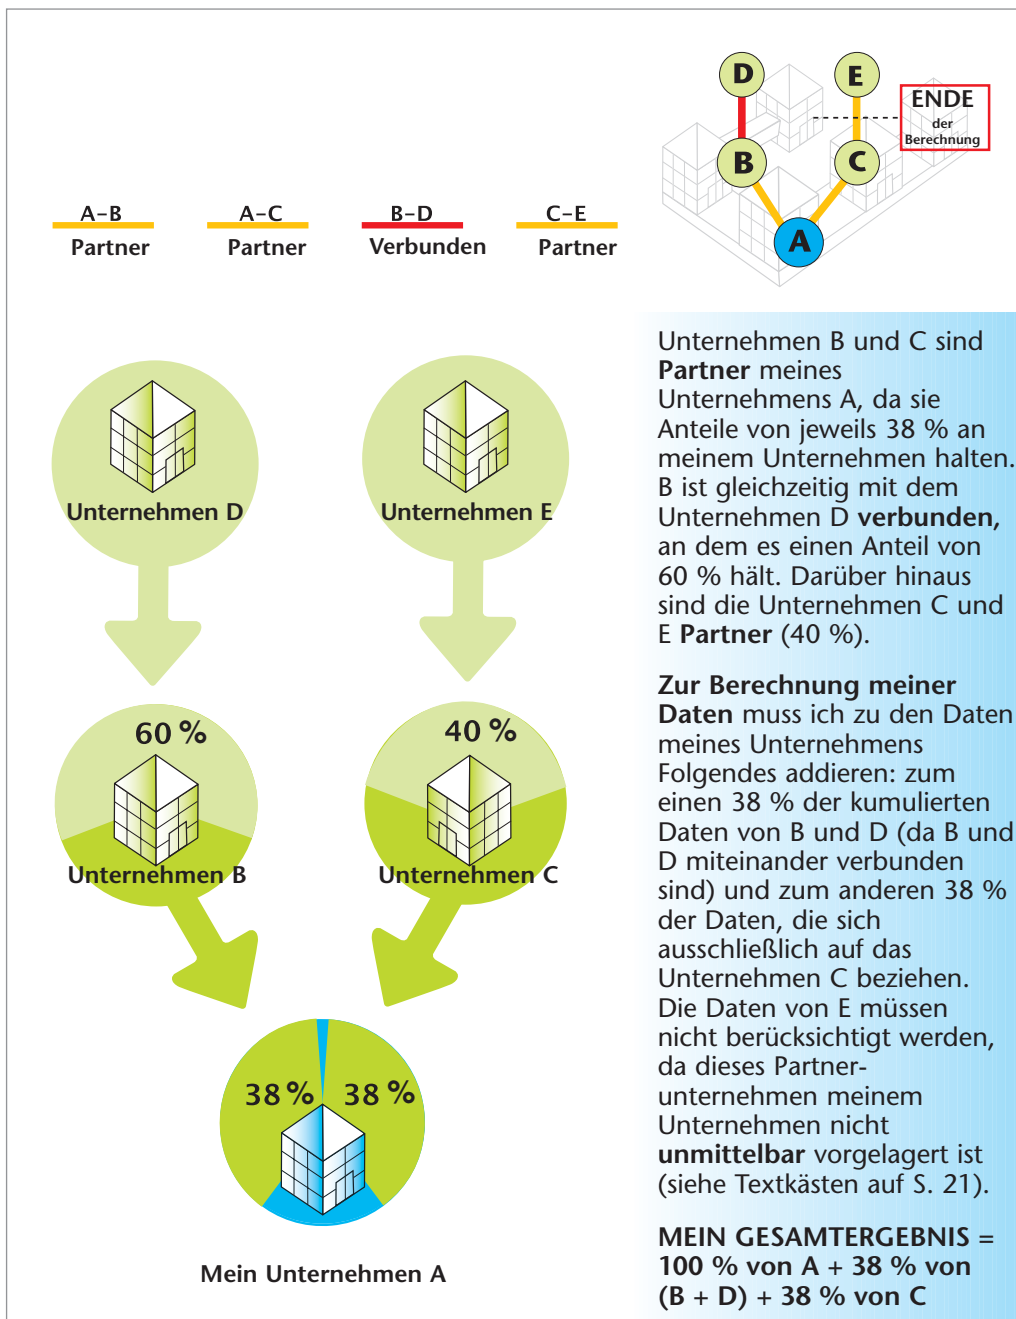 D
E
ENDE
der
Berechnung
B
C
A
A–B
Partner
A–C
Partner
B–D
Verbunden
C–E
Partner
Unternehmen D
Unternehmen E
60 %
40 %
Unternehmen B
Unternehmen C
38 %
38 %
Mein Unternehmen A
Unternehmen B und C sind
Partner meines
Unternehmens A, da sie
Anteile von jeweils 38 % an
meinem Unternehmen halten.
B ist gleichzeitig mit dem
Unternehmen D verbunden,
an dem es einen Anteil von
60 % hält. Darüber hinaus
sind die Unternehmen C und
E Partner (40 %).
Zur Berechnung meiner
Daten muss ich zu den Daten
meines Unternehmens
Folgendes addieren: zum
einen 38 % der kumulierten
Daten von B und D (da B und
D miteinander verbunden
sind) und zum anderen 38 %
der Daten, die sich
ausschließlich auf das
Unternehmen C beziehen.
Die Daten von E müssen
nicht berücksichtigt werden,
da dieses Partner-
unternehmen meinem
Unternehmen nicht
unmittelbar vorgelagert ist
(siehe Textkästen auf S. 21).
MEIN GESAMTERGEBNIS =
100 % von A + 38 % von
(B + D) + 38 % von C